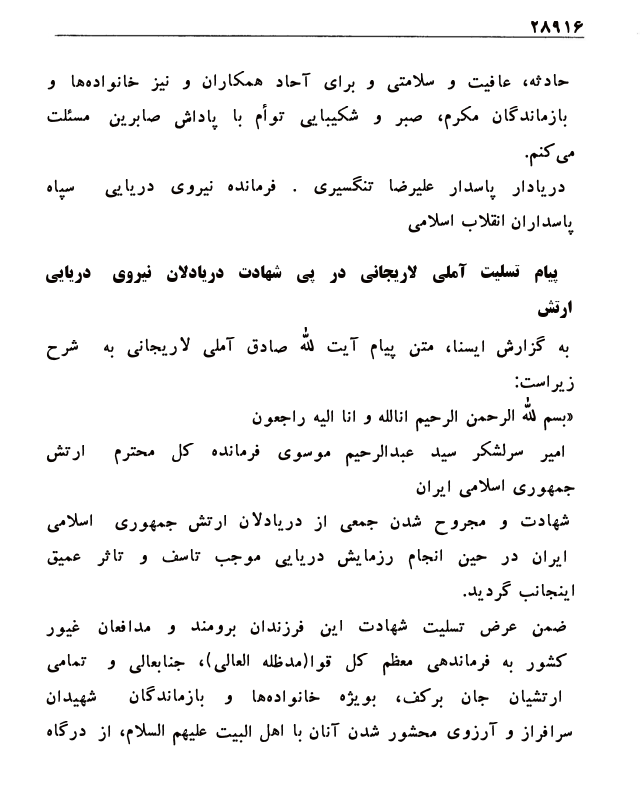 ۲۸۹۱۶
حادثه، عافیت و سلامتی و برای آحاد همکاران و نیز خانواده‌ها و
بازماندگان مکرم، صبر و شکیبایی توأم با پاداش صابرین مسئلت
می‌کنم.
دریادار پاسدار علیرضا تنگسیری . فرمانده نیروی دریایی سپاه
پاسداران انقلاب اسلامی
پیام تسلیت آملی لاریجانی در پی شهادت دریادلان نیروی دریایی
ارتش
به گزارش ایسنا، متن پیام آیت لله صادق آملی لاریجانی به شرح
زیراست:
«بسم لله الرحمن الرحیم انالله و انا الیه راجعون
امیر سرلشکر سید عبدالرحیم موسوی فرمانده کل محترم ارتش
جمهوری اسلامی ایران
شهادت و مجروح شدن جمعی از دریادلان ارتش جمهوری اسلامی
ایران در حین انجام رزمایش دریایی موجب تاسف و تاثر عمیق
اینجانب گردید.
ضمن عرض تسلیت شهادت این فرزندان برومند و مدافعان غیور
کشور به فرماندهی معظم کل قوا(مدظله العالی)، جنابعالی و تمامی
ارتشیان جان برکف، بویژه خانواده‌ها و بازماندگان شهیدان
سرافراز و آرزوی محشور شدن آنان با اهل البیت علیهم السلام، از درگاه